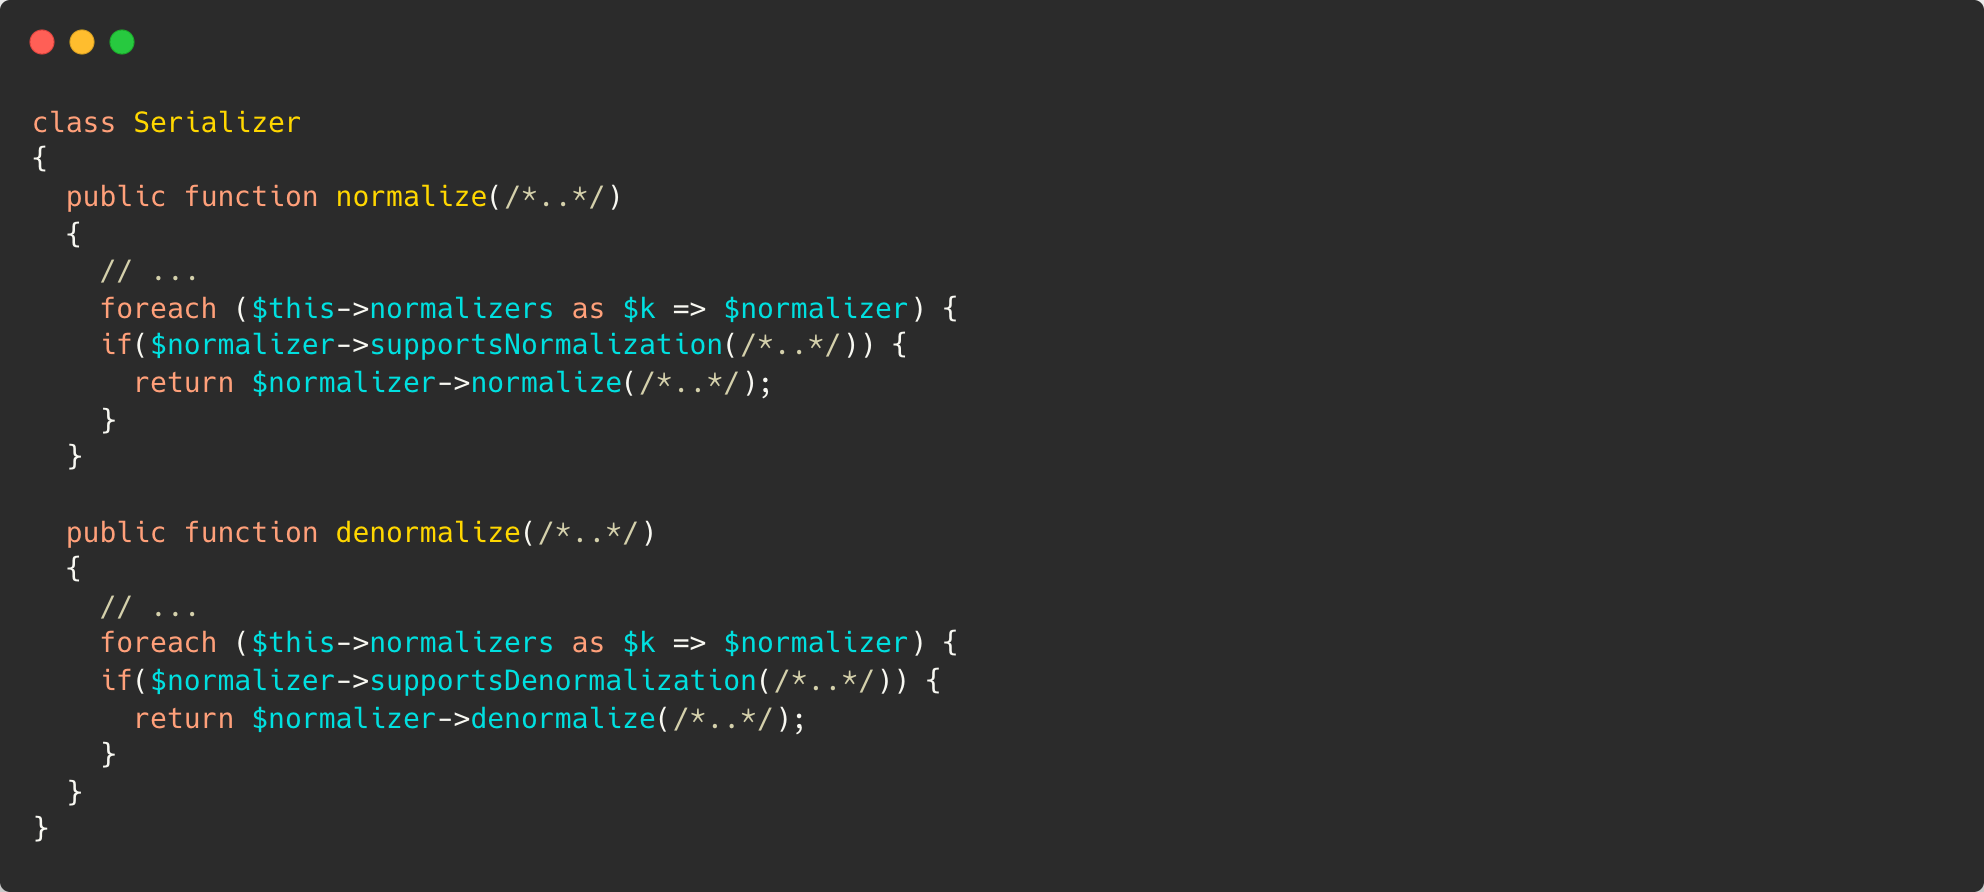 class Serializer
{
  public function normalize(/*..*/)
  {
    // ...
    foreach ($this->normalizers as $k => $normalizer) {
    if($normalizer->supportsNormalization(/*..*/)) {
      return $normalizer->normalize(/*..*/);
    }
  }

  public function denormalize(/*..*/)
  {
    // ...
    foreach ($this->normalizers as $k => $normalizer) {
    if($normalizer->supportsDenormalization(/*..*/)) {
      return $normalizer->denormalize(/*..*/);
    }
  }
}